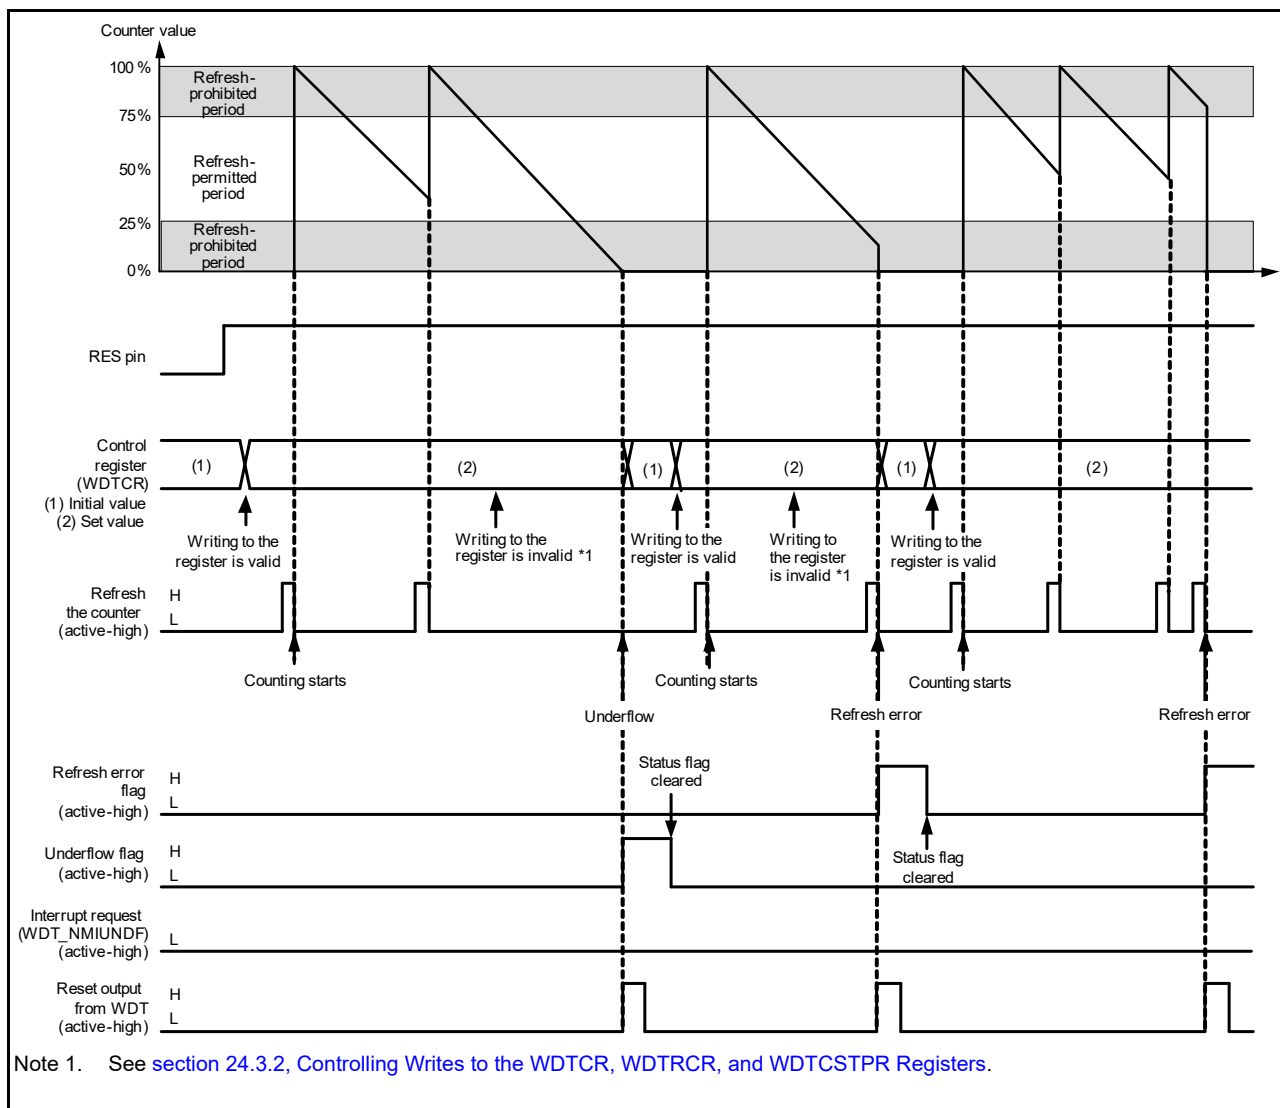 Counter value
100 %
Refresh-
prohibited
period
75%
50%
Refresh-
permitted
period
25%
Refresh-
prohibited
period
0%
RES pin
Control
register
(WDTCR)
(1) Initial value
(2) Set value
(1)
(2)
(1)
(2)
(1)
(2)
Writing to the
register is valid
Writing to the
register is invalid *1
Writing to the
register is valid
Writing to
the register
is invalid *1
Writing to the
register is valid
Refresh
the counter
(active-high)
H
L
Counting starts
Counting starts
Counting starts
Underflow
Refresh error
Refresh error
Refresh error
flag
(active-high)
H
L
Status flag
cleared
Status flag
cleared
Underflow flag
(active-high)
H
L
Interrupt request
(WDT_NMIUNDF)
(active-high)
L
Reset output
from WDT
(active-high)
H
L
Note 1. See section 24.3.2, Controlling Writes to the WDTCR, WDTRCR, and WDTCSTPR Registers.